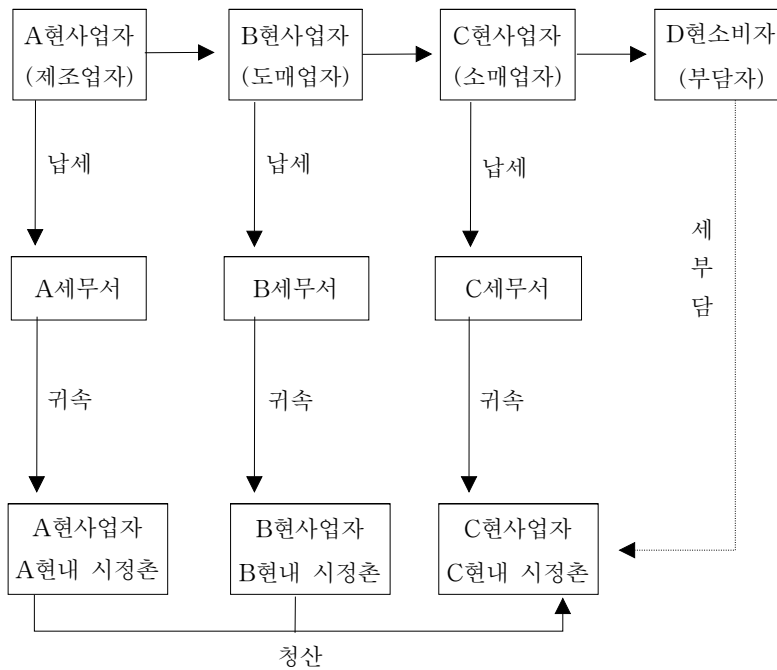 A현사업자
(제조업자)
B현사업자
(도매업자)
C현사업자
(소매업자)
D현소비자
(부담자)
납세
납세
납세
세
부
담
A세무서
B세무서
C세무서
귀속
귀속
귀속
A현사업자
A현내 시정촌
B현사업자
B현내 시정촌
C현사업자
C현내 시정촌
청산